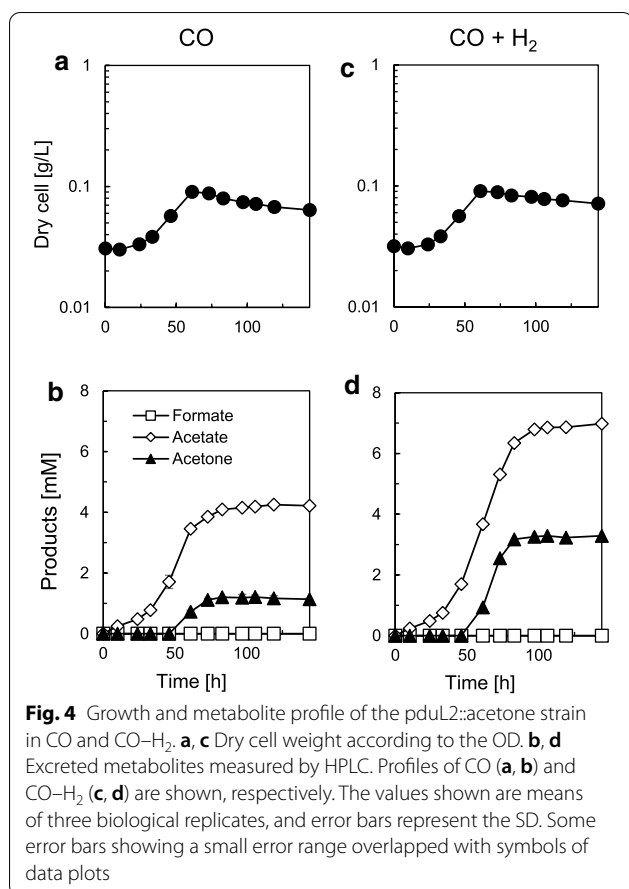 CO
CO + H₂
a
c
1
0.1
0.01
Dry cell [g/L]
0
50
100
1
0.1
0.01
0
50
100
b
d
8
6
4
2
0
Products [mM]
Formate
Acetate
Acetone
0
50
100
Time [h]
8
6
4
2
0
0
50
100
Time [h]
Fig. 4 Growth and metabolite profile of the pduL2::acetone strain
in CO and CO–H₂. a, c Dry cell weight according to the OD. b, d
Excreted metabolites measured by HPLC. Profiles of CO (a, b) and
CO–H₂ (c, d) are shown, respectively. The values shown are means
of three biological replicates, and error bars represent the SD. Some
error bars showing a small error range overlapped with symbols of
data plots